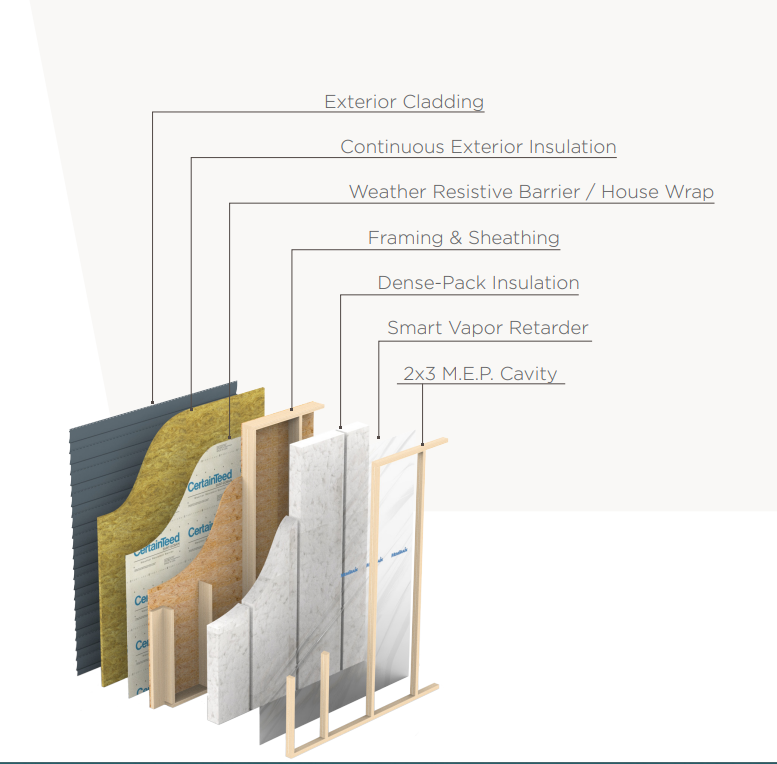 Exterior Cladding
Continuous Exterior Insulation
Weather Resistive Barrier / House Wrap
Framing & Sheathing
Dense-Pack Insulation
Smart Vapor Retarder
2x3 M.E.P. Cavity
CertainTeed
CertainTeed